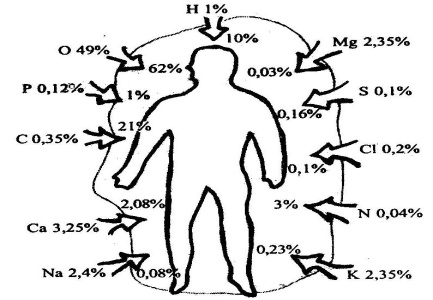 H 1%
10%
O 49%
Mg 2,35%
62%
0,03%
P 0,12%
1%
S 0,1%
0,16%
21%
C 0,35%
Cl 0,2%
0,1%
2,08%
3%
N 0,04%
Ca 3,25%
0,23%
Na 2,4%
0,08%
K 2,35%